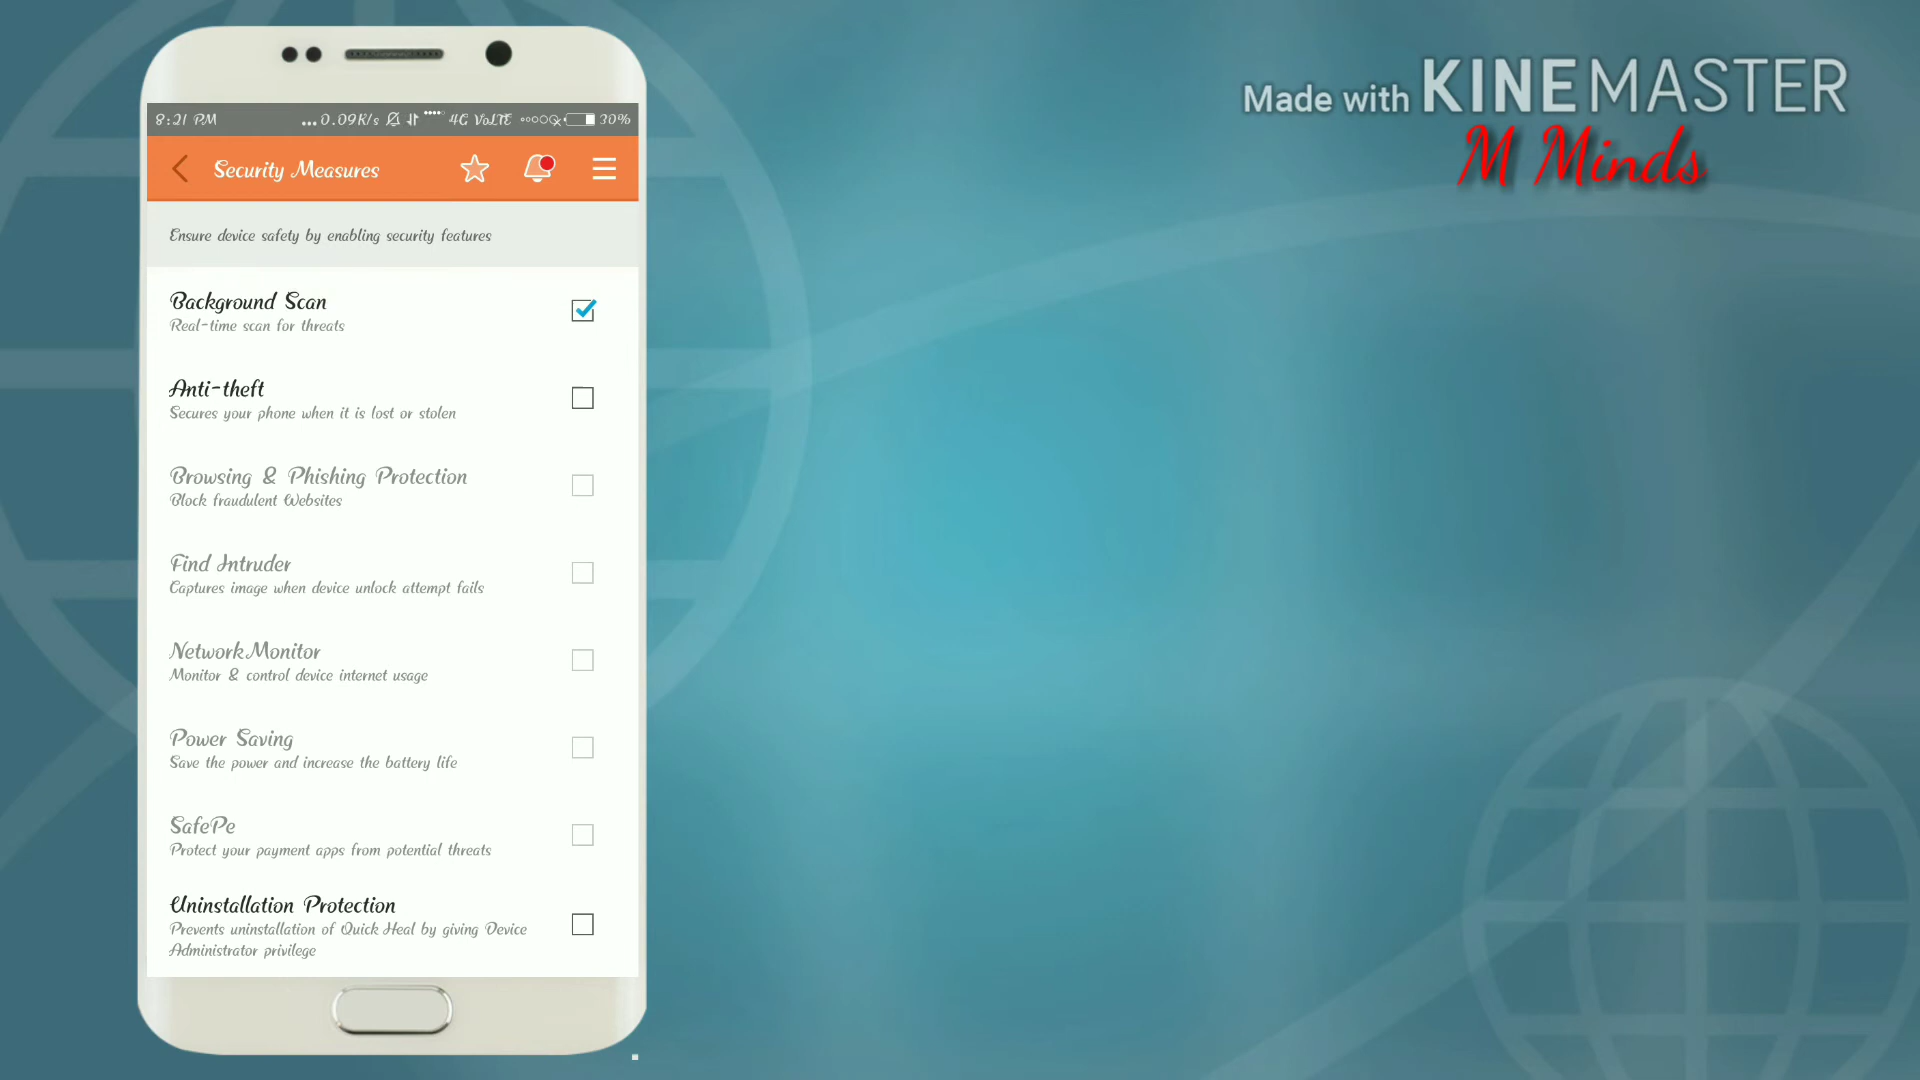 Made with KINEMASTER
M Minds
8:21 PM ...0.09K/s 4G VoLTE 30%
Security Measures
Ensure device safety by enabling security features
Background Scan
Real-time scan for threats
Anti-theft
Secures your phone when it is lost or stolen
Browsing & Phishing Protection
Block fraudulent Websites
Find Intruder
Captures image when device unlock attempt fails
Network Monitor
Monitor & control device internet usage
Power Saving
Save the power and increase the battery life
SafePe
Protect your payment apps from potential threats
Uninstallation Protection
Prevents uninstallation of Quick Heal by giving Device
Administrator privilege